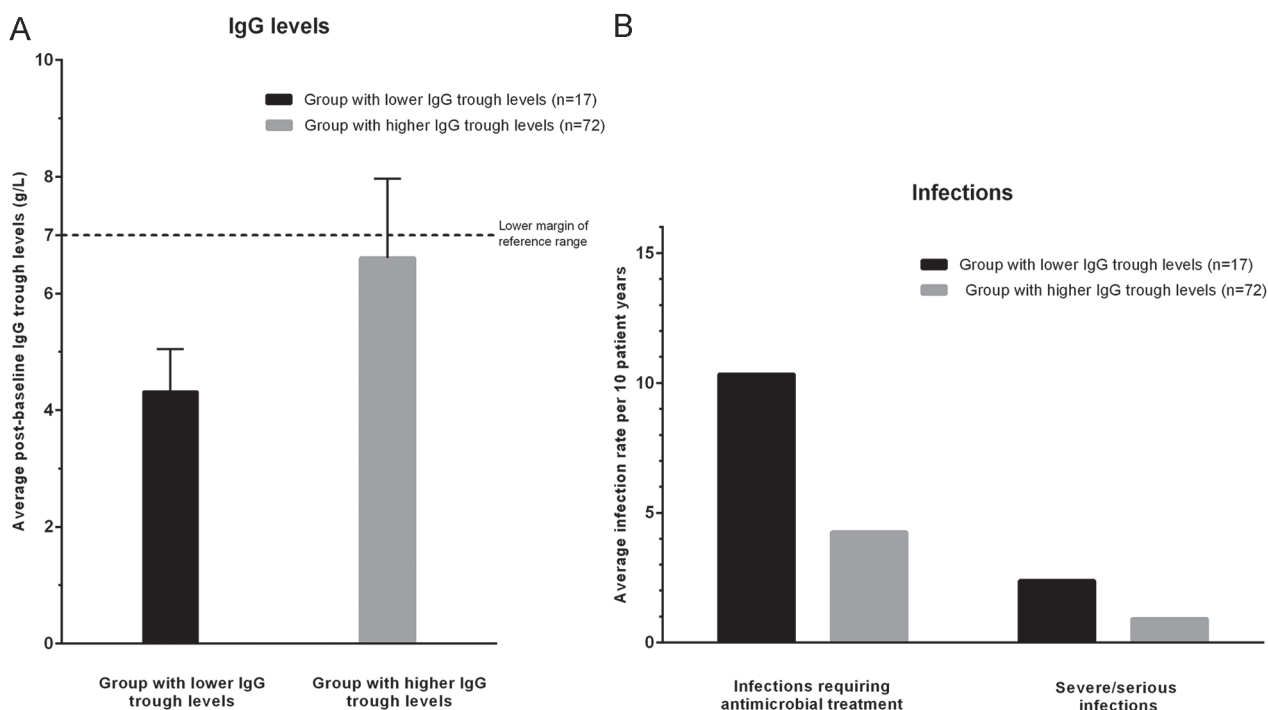 A
IgG levels
10
8
7
6
4
2
0
Average post-baseline IgG trough levels (g/L)
Group with lower IgG trough levels (n=17)
Group with higher IgG trough levels (n=72)
Lower margin of
reference range
Group with lower IgG
trough levels
Group with higher IgG
trough levels
B
Infections
15
10
5
0
Average infection rate per 10 patient years
Group with lower IgG trough levels (n=17)
Group with higher IgG trough levels (n=72)
Infections requiring
antimicrobial treatment
Severe/serious
infections